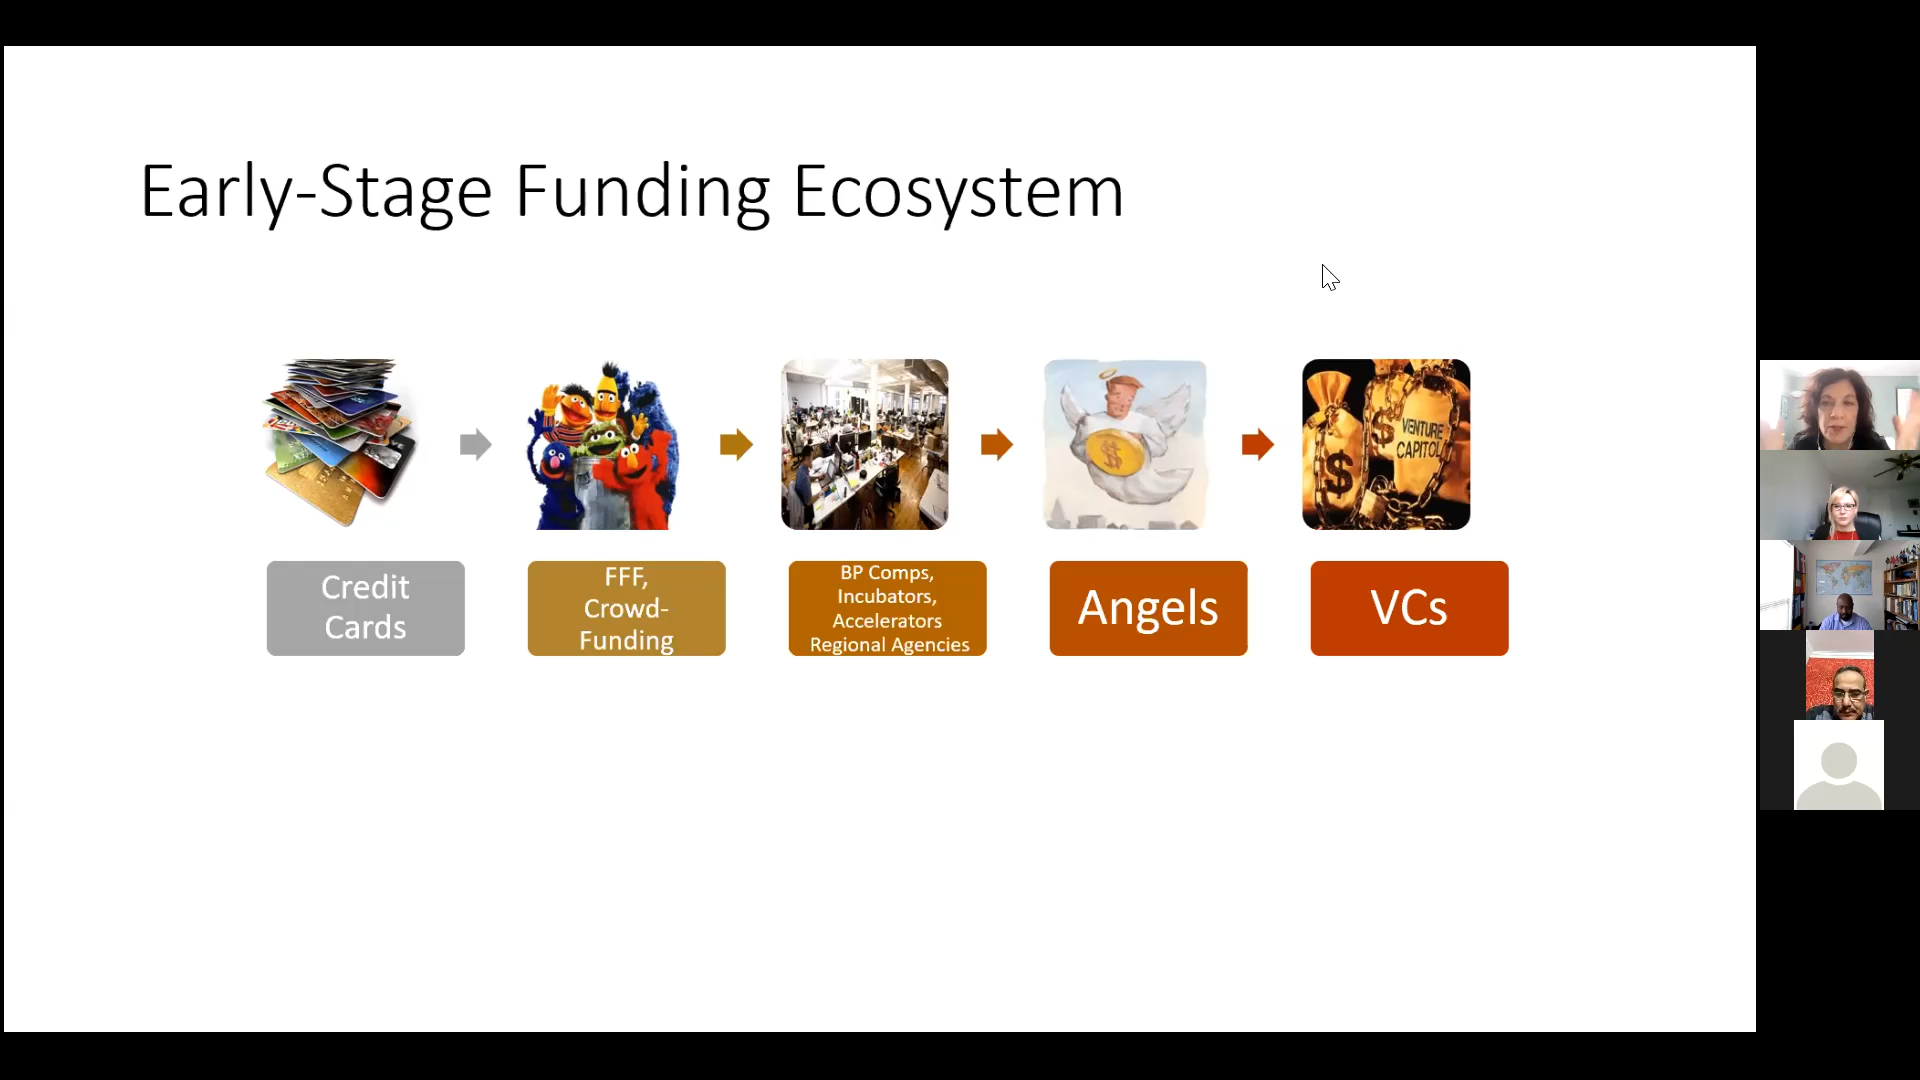 Early-Stage Funding Ecosystem
VENTURE
CAPITOL
$
$
$
Credit
Cards
FFF,
Crowd-
Funding
BP Comps,
Incubators,
Accelerators
Regional Agencies
Angels
VCs